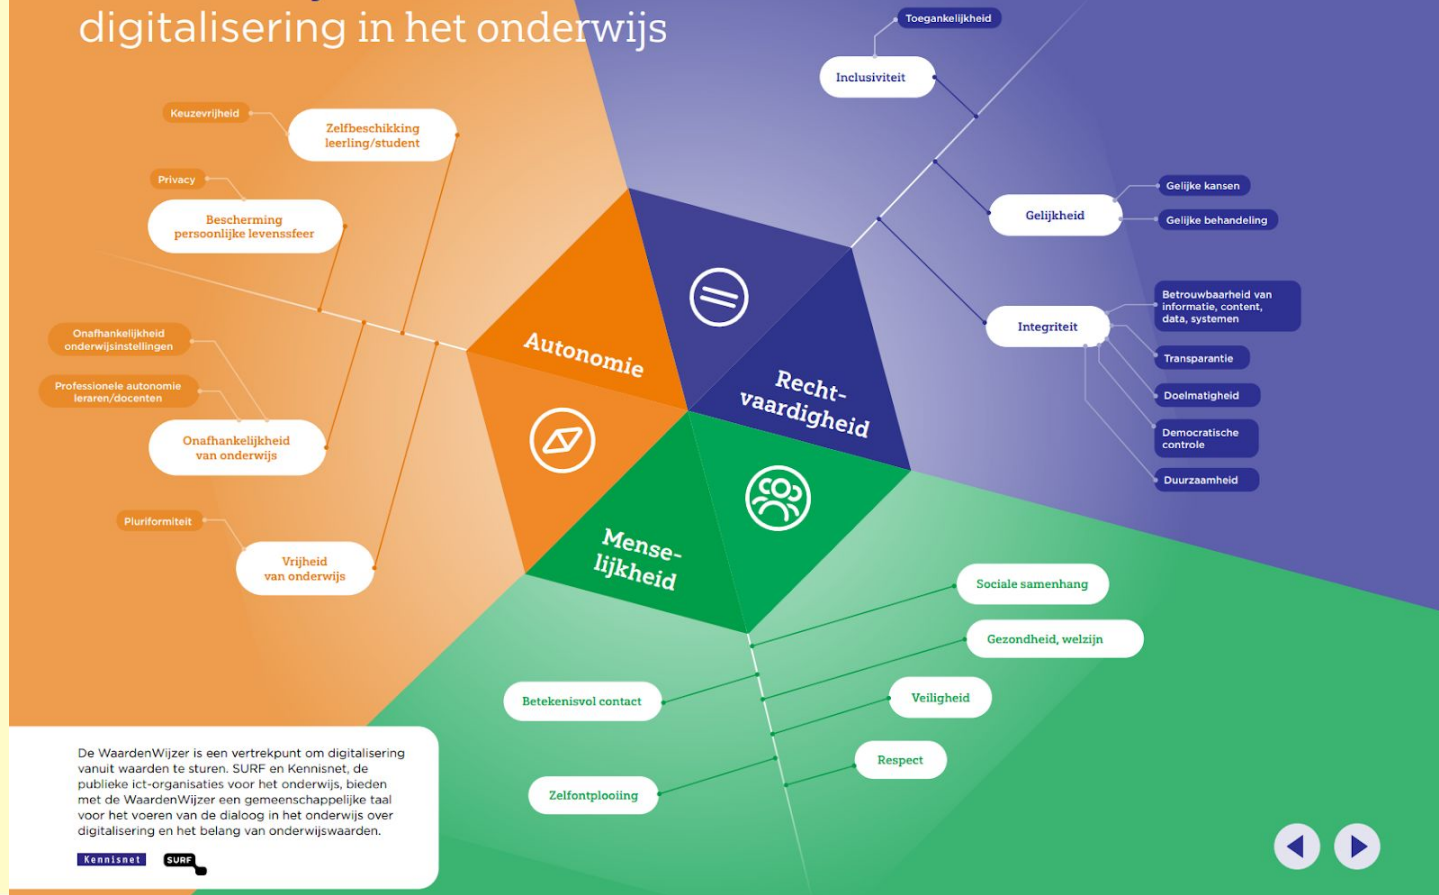 digitalisering in het onderwijs
Keuzevrijheid
Zelfbeschikking
leerling/student
Privacy
Bescherming
persoonlijke levenssfeer
Onafhankelijkheid
onderwijsinstellingen
Professionele autonomie
leraren/docenten
Onafhankelijkheid
van onderwijs
Pluriformiteit
Vrijheid
van onderwijs
Autonomie
Toegankelijkheid
Inclusiviteit
Gelijkheid
Gelijke kansen
Gelijke behandeling
Integriteit
Betrouwbaarheid van
informatie, content,
data, systemen
Transparantie
Doelmatigheid
Democratische
controle
Duurzaamheid
Recht-
vaardigheid
Mense-
lijkheid
Sociale samenhang
Gezondheid, welzijn
Betekenisvol contact
Veiligheid
Respect
Zelfontplooiing
De WaardenWijzer is een vertrekpunt om digitalisering
vanuit waarden te sturen. SURF en Kennisnet, de
publieke ict-organisaties voor het onderwijs, bieden
met de WaardenWijzer een gemeenschappelijke taal
voor het voeren van de dialoog in het onderwijs over
digitalisering en het belang van onderwijswaarden.
Kennisnet
SURF